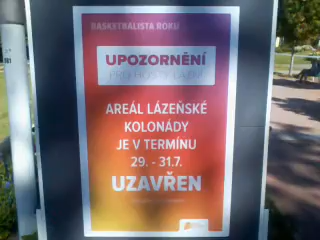 BASKETBALISTA ROKU
UPOZORNĚNÍ
AREÁL LÁZEŇSKÉ
KOLONÁDY
JE V TERMÍNU
29. - 31.7.
UZAVŘEN